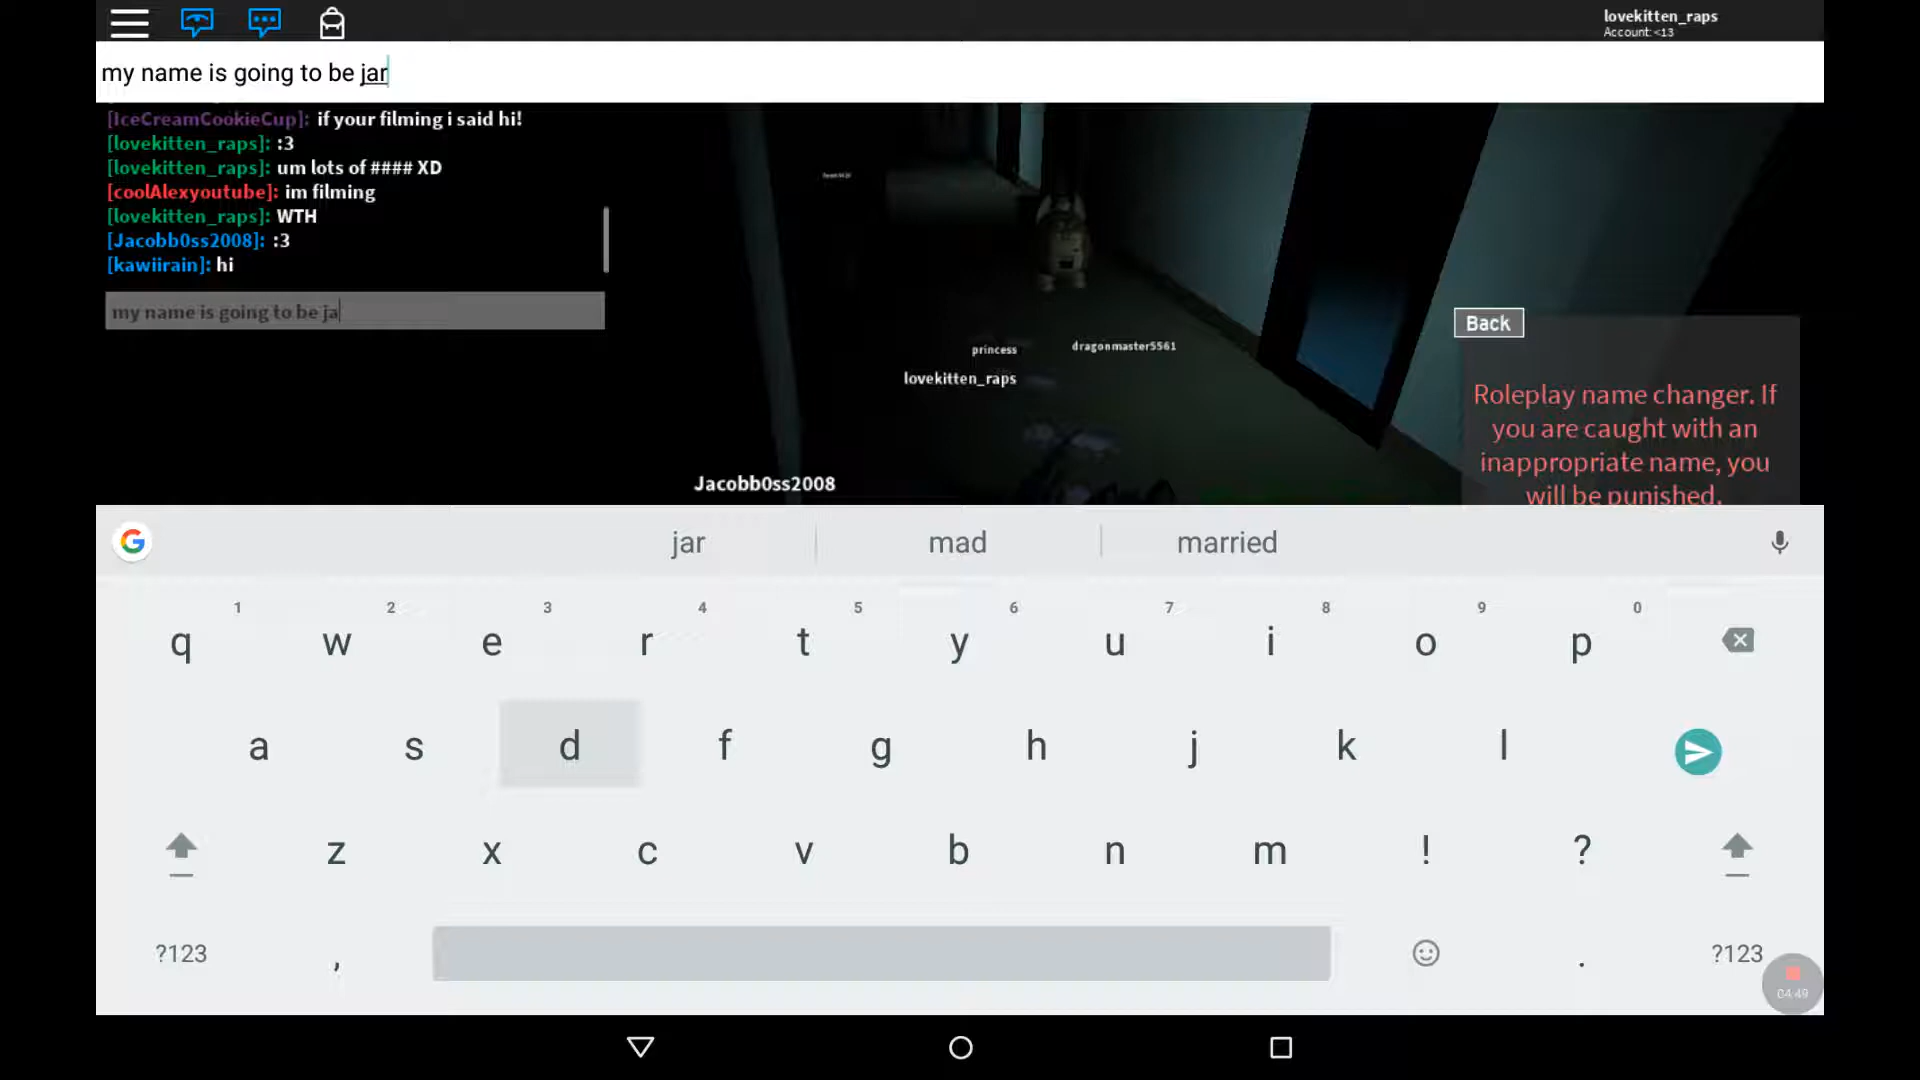 lovekitten_raps
Account: <13
my name is going to be jar
[IceCreamCookieCup]: if your filming i said hi!
[lovekitten_raps]: :3
[lovekitten_raps]: um lots of #### XD
[coolAlexyoutube]: im filming
[lovekitten_raps]: WTH
[Jacobb0ss2008]: :3
[kawiirain]: hi
my name is going to be ja
princess
dragonmaster5561
lovekitten_raps
Jacobb0ss2008
Back
Roleplay name changer. If
you are caught with an
inappropriate name, you
will be punished.
G jar mad married
1 2 3 4 5 6 7 8 9 0
q w e r t y u i o p
a s d f g h j k l
z x c v b n m ! ?
?123 , . ?123
04:49